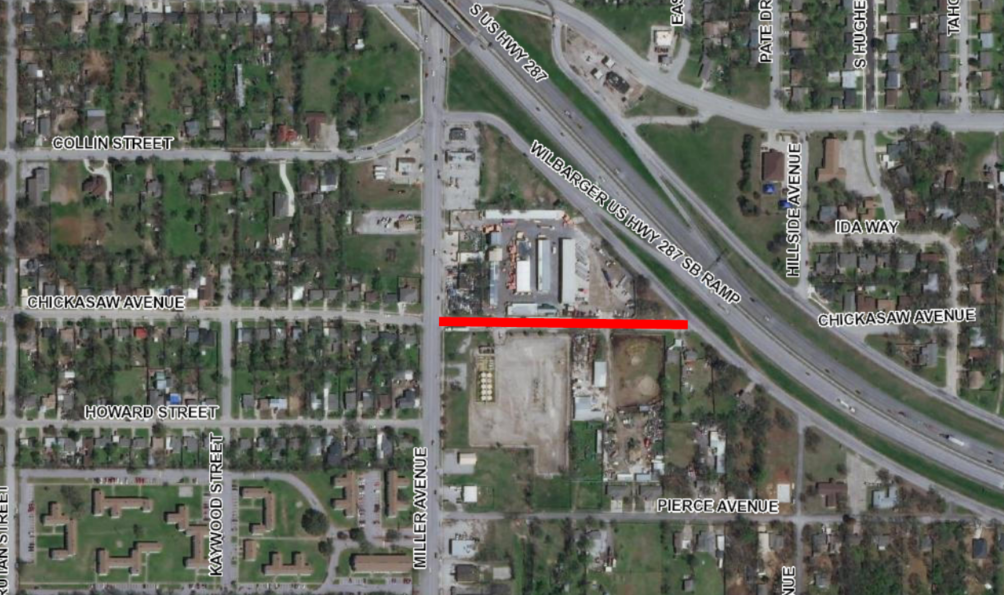 S US HWY 287
PATE DR
COLLIN STREET
WILBARGER US HWY 287 SB RAMP
HILLSIDE AVENUE
IDA WAY
CHICKASAW AVENUE
CHICKASAW AVENUE
HOWARD STREET
KAYWOOD STREET
MILLER AVENUE
PIERCE AVENUE